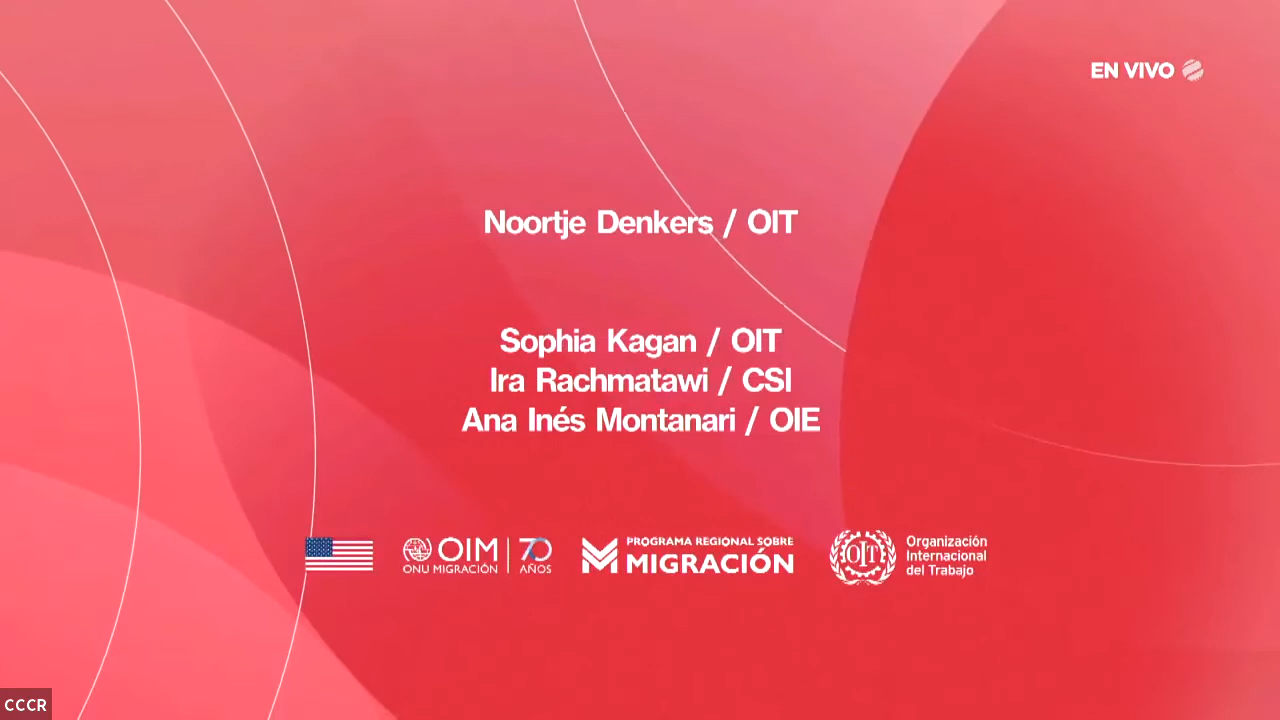 EN VIVO
Noortje Denkers / OIT
Sophia Kagan / OIT
Ira Rachmatawi / CSI
Ana Inés Montanari / OIE
OIM
ONU MIGRACIÓN
70
AÑOS
PROGRAMA REGIONAL SOBRE
MIGRACIÓN
OIT
Organización
Internacional
del Trabajo
CCCR